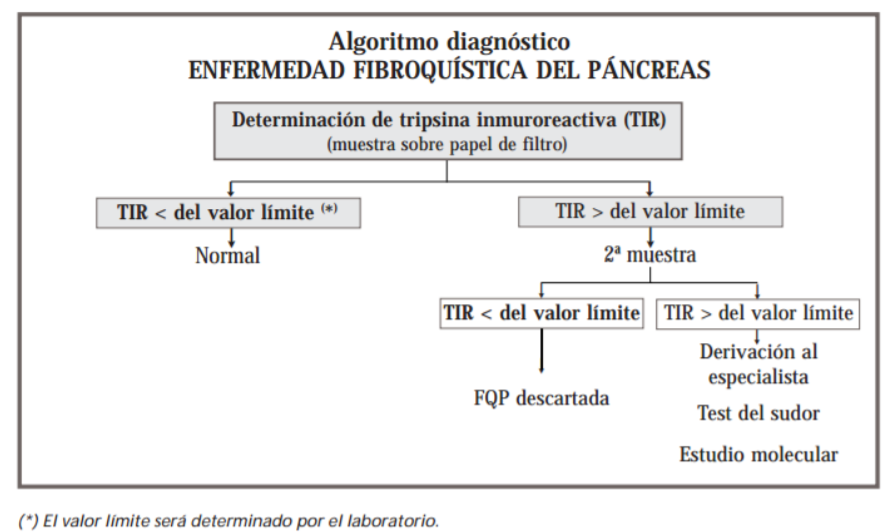 Algoritmo diagnóstico
ENFERMEDAD FIBROQUÍSTICA DEL PÁNCREAS
Determinación de tripsina inmuroreactiva (TIR)
(muestra sobre papel de filtro)
TIR < del valor límite (*)
TIR > del valor límite
Normal
2ª muestra
TIR < del valor límite
TIR > del valor límite
FQP descartada
Derivación al
especialista
Test del sudor
Estudio molecular
(*) El valor límite será determinado por el laboratorio.